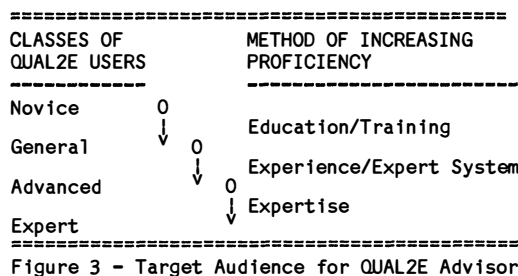 CLASSES OF METHOD OF INCREASING
QUAL2E USERS PROFICIENCY
Novice O
Education/Training
General O
Experience/Expert System
Advanced O
Expertise
Expert
Figure 3 - Target Audience for QUAL2E Advisor